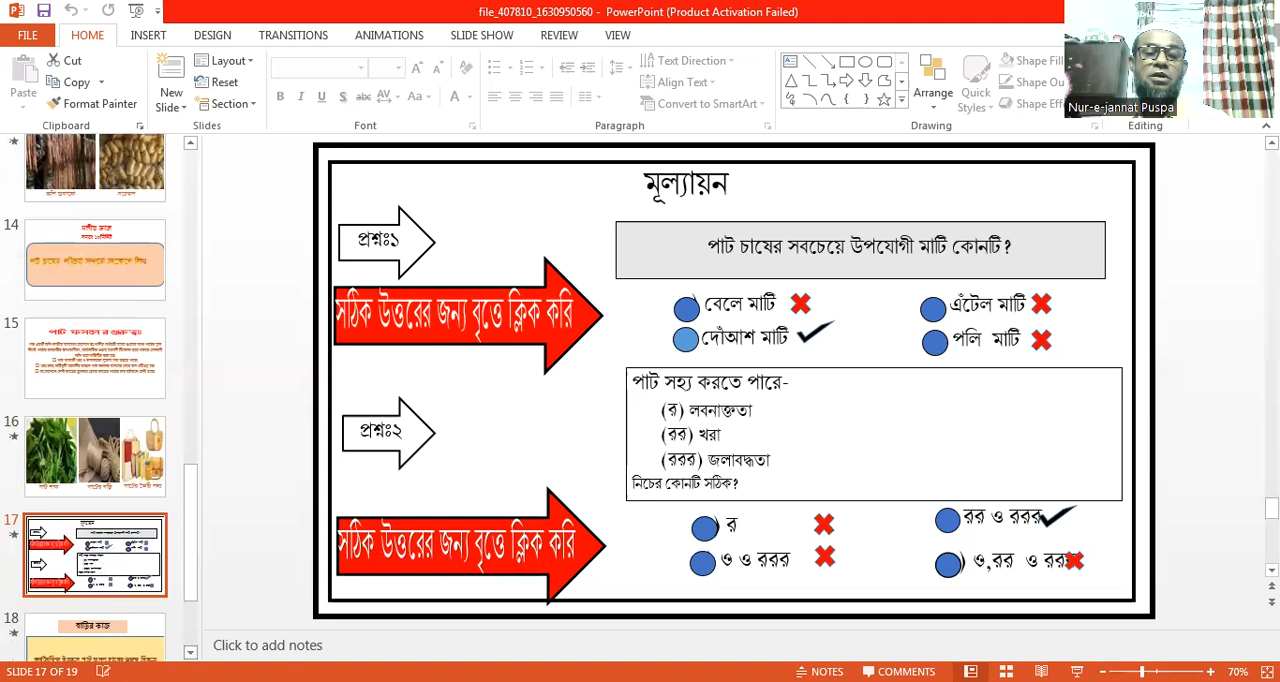 file_407810_1630950560 - PowerPoint (Product Activation Failed)
FILE HOME INSERT DESIGN TRANSITIONS ANIMATIONS SLIDE SHOW REVIEW VIEW
Paste
Cut
Copy
Format Painter
Clipboard
New Slide
Layout
Reset
Section
Slides
B I U S abc AV Aa A
Font
Text Direction
Align Text
Convert to SmartArt
Paragraph
Arrange
Quick Styles
Shape Fill
Shape Ou
Shape Effe
Drawing
Editing
Nur-e-jannat Puspa
14
15
পাট ফসলের গুরুত্বঃ
16
17
18
বাড়ির কাজ
মূল্যায়ন
প্রশ্নঃ১
পাট চাষের সবচেয়ে উপযোগী মাটি কোনটি?
সঠিক উত্তরের জন্য বৃত্তে ক্লিক করি
বেলে মাটি
এঁটেল মাটি
দোঁআশ মাটি
পলি মাটি
প্রশ্নঃ২
পাট সহ্য করতে পারে-
(র) লবনাক্ততা
(রর) খরা
(ররর) জলাবদ্ধতা
নিচের কোনটি সঠিক?
সঠিক উত্তরের জন্য বৃত্তে ক্লিক করি
) র
রর ও ররর
ও ও ররর
) ও,রর ও ররর
Click to add notes
SLIDE 17 OF 19
NOTES
COMMENTS
70%